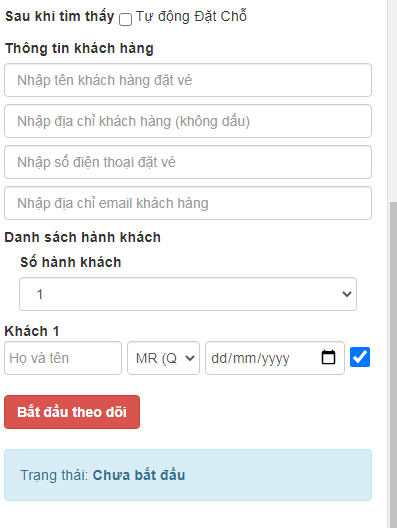 Sau khi tìm thấy Tự động Đặt Chỗ
Thông tin khách hàng
Nhập tên khách hàng đặt vé
Nhập địa chỉ khách hàng (không dấu)
Nhập số điện thoại đặt vé
Nhập địa chỉ email khách hàng
Danh sách hành khách
Số hành khách
1
Khách 1
Họ và tên MR (Q dd/mm/yyyy
Bắt đầu theo dõi
Trạng thái: Chưa bắt đầu